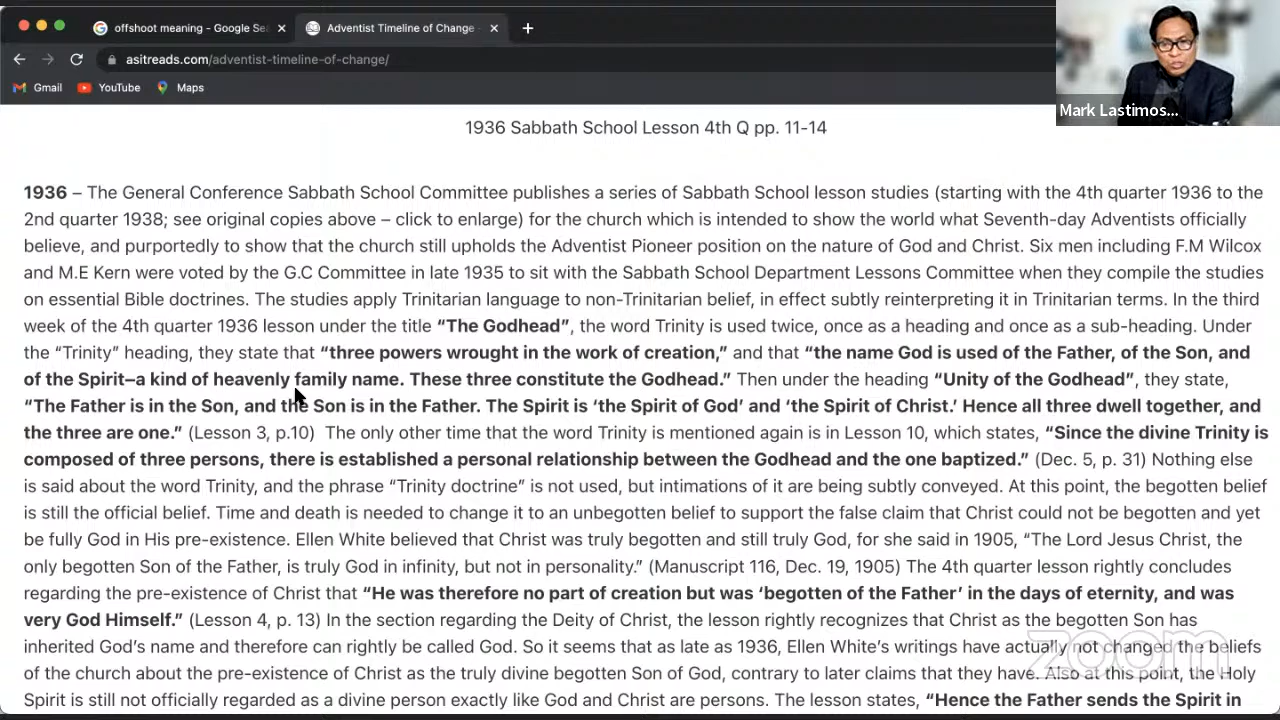 offshoot meaning - Google Se
Adventist Timeline of Change
asitreads.com/adventist-timeline-of-change/
Gmail YouTube Maps
Mark Lastimos...
1936 Sabbath School Lesson 4th Q pp. 11-14
1936 – The General Conference Sabbath School Committee publishes a series of Sabbath School lesson studies (starting with the 4th quarter 1936 to the
2nd quarter 1938; see original copies above – click to enlarge) for the church which is intended to show the world what Seventh-day Adventists officially
believe, and purportedly to show that the church still upholds the Adventist Pioneer position on the nature of God and Christ. Six men including F.M Wilcox
and M.E Kern were voted by the G.C Committee in late 1935 to sit with the Sabbath School Department Lessons Committee when they compile the studies
on essential Bible doctrines. The studies apply Trinitarian language to non-Trinitarian belief, in effect subtly reinterpreting it in Trinitarian terms. In the third
week of the 4th quarter 1936 lesson under the title “The Godhead”, the word Trinity is used twice, once as a heading and once as a sub-heading. Under
the “Trinity” heading, they state that “three powers wrought in the work of creation,” and that “the name God is used of the Father, of the Son, and
of the Spirit–a kind of heavenly family name. These three constitute the Godhead.” Then under the heading “Unity of the Godhead”, they state,
“The Father is in the Son, and the Son is in the Father. The Spirit is ‘the Spirit of God’ and ‘the Spirit of Christ.’ Hence all three dwell together, and
the three are one.” (Lesson 3, p.10) The only other time that the word Trinity is mentioned again is in Lesson 10, which states, “Since the divine Trinity is
composed of three persons, there is established a personal relationship between the Godhead and the one baptized.” (Dec. 5, p. 31) Nothing else
is said about the word Trinity, and the phrase “Trinity doctrine” is not used, but intimations of it are being subtly conveyed. At this point, the begotten belief
is still the official belief. Time and death is needed to change it to an unbegotten belief to support the false claim that Christ could not be begotten and yet
be fully God in His pre-existence. Ellen White believed that Christ was truly begotten and still truly God, for she said in 1905, “The Lord Jesus Christ, the
only begotten Son of the Father, is truly God in infinity, but not in personality.” (Manuscript 116, Dec. 19, 1905) The 4th quarter lesson rightly concludes
regarding the pre-existence of Christ that “He was therefore no part of creation but was ‘begotten of the Father’ in the days of eternity, and was
very God Himself.” (Lesson 4, p. 13) In the section regarding the Deity of Christ, the lesson rightly recognizes that Christ as the begotten Son has
inherited God’s name and therefore can rightly be called God. So it seems that as late as 1936, Ellen White’s writings have actually not changed the beliefs
of the church about the pre-existence of Christ as the truly divine begotten Son of God, contrary to later claims that they have. Also at this point, the Holy
Spirit is still not officially regarded as a divine person exactly like God and Christ are persons. The lesson states, “Hence the Father sends the Spirit in
zoom